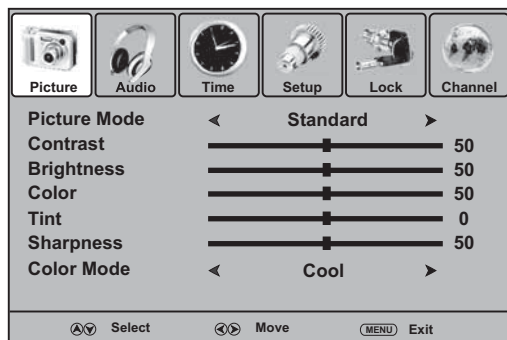 Picture Audio Time Setup Lock Channel
Picture Mode Standard
Contrast 50
Brightness 50
Color 50
Tint 0
Sharpness 50
Color Mode Cool
Select Move MENU Exit